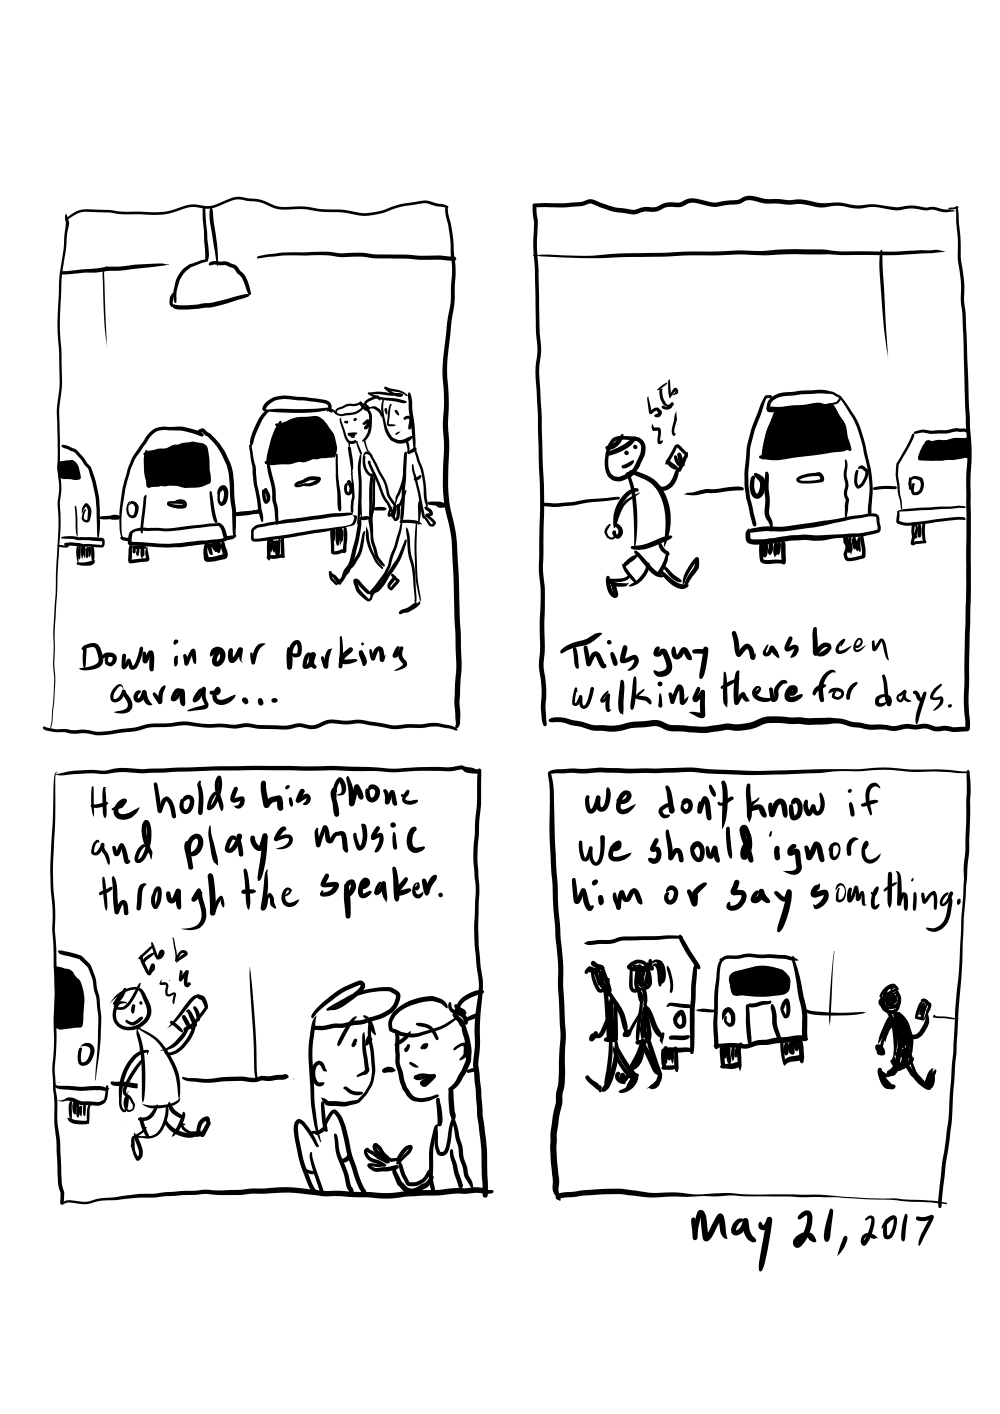 Down in our parking
garage...
This guy has been
walking there for days.
He holds his phone
and plays music
through the speaker.
We don't know if
we should ignore
him or say something.
May 21, 2017